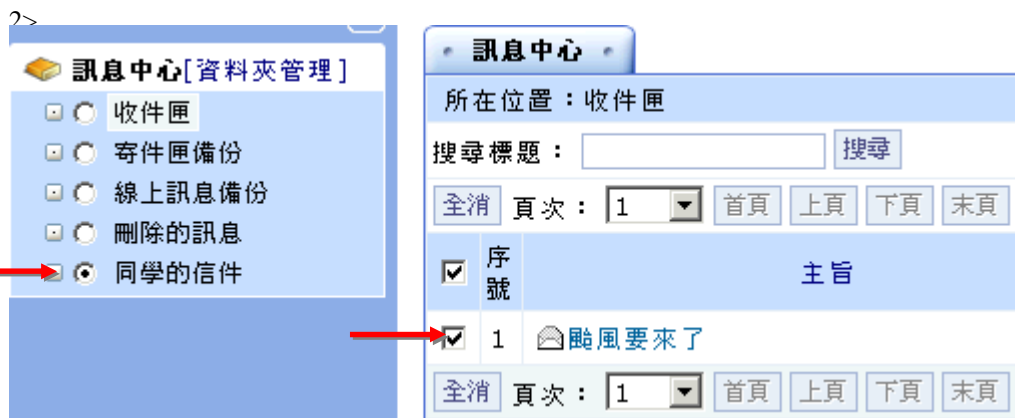 2>
訊息中心[資料夾管理]
收件匣
寄件匣備份
線上訊息備份
刪除的訊息
同學的信件
訊息中心
所在位置：收件匣
搜尋標題： 搜尋
全消 頁次： 1 首頁 上頁 下頁 末頁
序號 主旨
1 颱風要來了
全消 頁次： 1 首頁 上頁 下頁 末頁